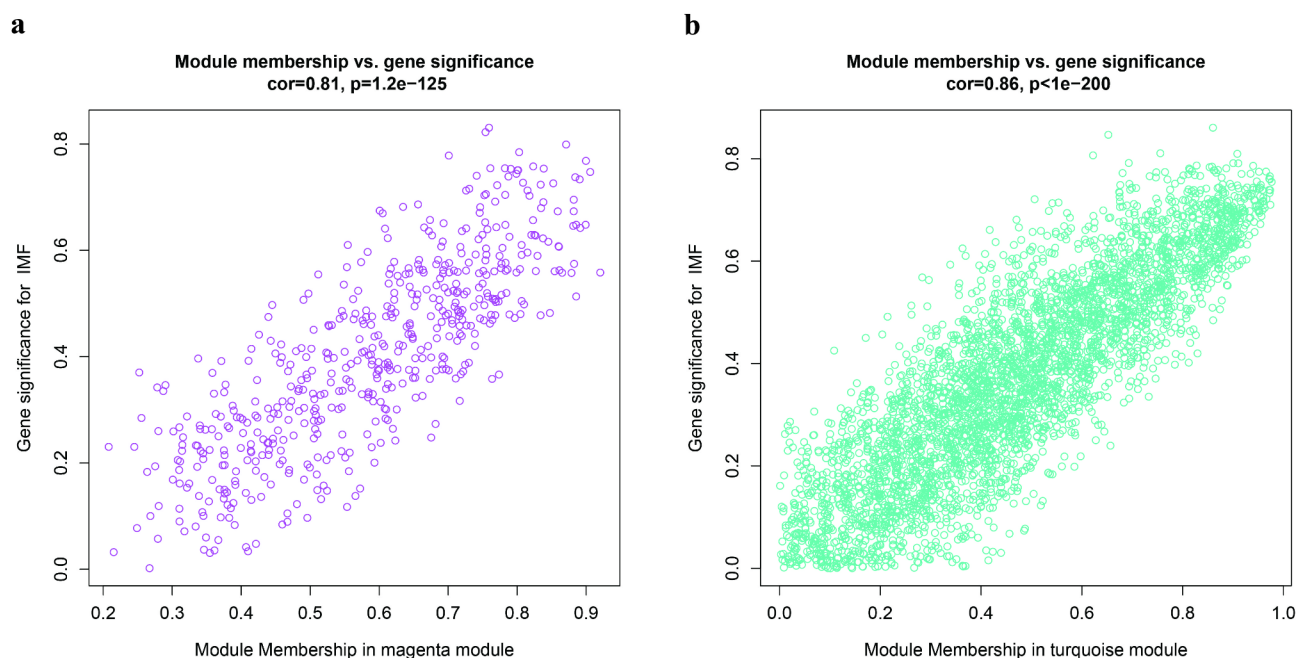 a
Module membership vs. gene significance
cor=0.81, p=1.2e−125
Gene significance for IMF
0.0
0.2
0.4
0.6
0.8
0.2 0.3 0.4 0.5 0.6 0.7 0.8 0.9
Module Membership in magenta module
b
Module membership vs. gene significance
cor=0.86, p<1e−200
Gene significance for IMF
0.0
0.2
0.4
0.6
0.8
0.0 0.2 0.4 0.6 0.8 1.0
Module Membership in turquoise module